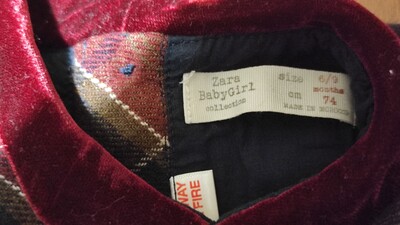 Zara
BabyGirl
collection
size 6/9
months
cm 74
MADE IN MOROCCO
WAY
FIRE